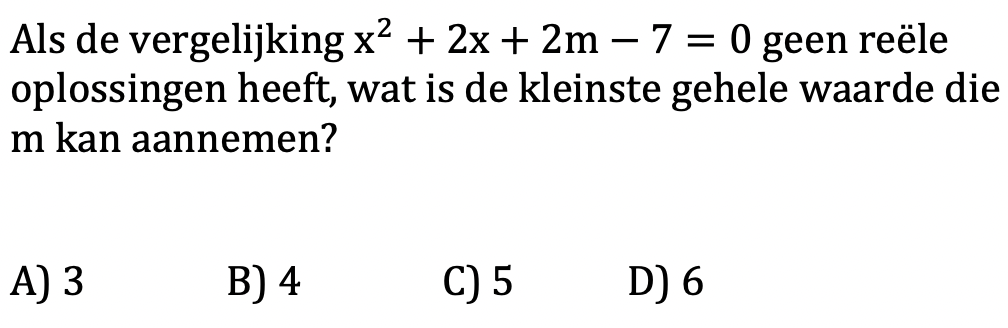 Als de vergelijking x² + 2x + 2m − 7 = 0 geen reële
oplossingen heeft, wat is de kleinste gehele waarde die
m kan aannemen?
A) 3 B) 4 C) 5 D) 6